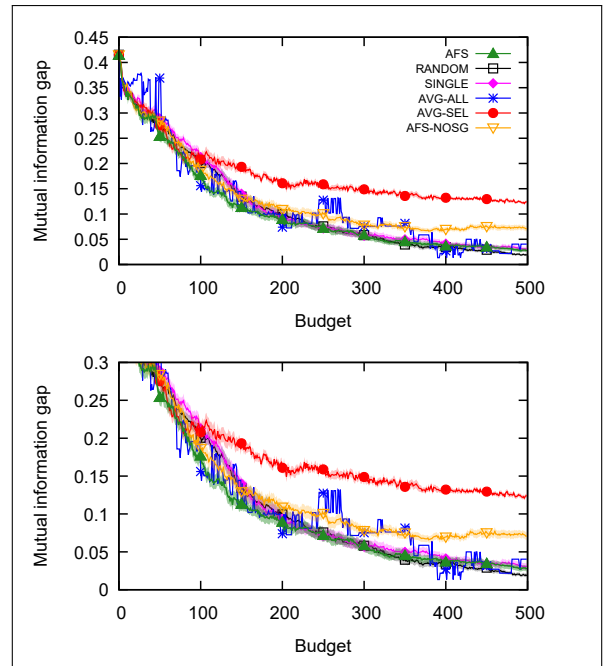 0.45
0.4
0.35
0.3
0.25
0.2
0.15
0.1
0.05
0
Mutual information gap
AFS
RANDOM
SINGLE
AVG-ALL
AVG-SEL
AFS-NOSG
0 100 200 300 400 500
Budget
0.3
0.25
0.2
0.15
0.1
0.05
0
Mutual information gap
0 100 200 300 400 500
Budget